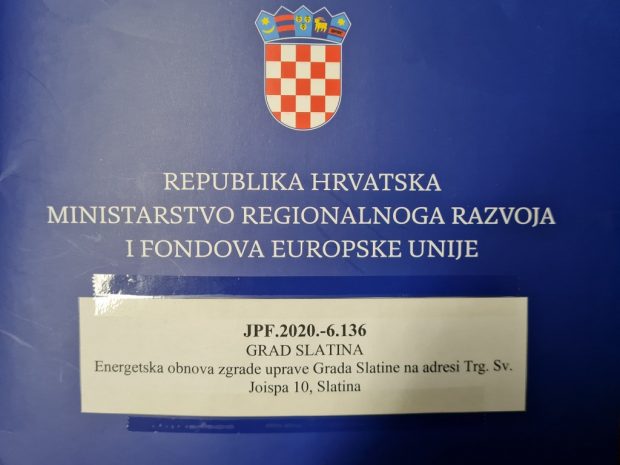 REPUBLIKA HRVATSKA
MINISTARSTVO REGIONALNOGA RAZVOJA
I FONDOVA EUROPSKE UNIJE
JPF.2020.-6.136
GRAD SLATINA
Energetska obnova zgrade uprave Grada Slatine na adresi Trg. Sv.
Joispa 10, Slatina